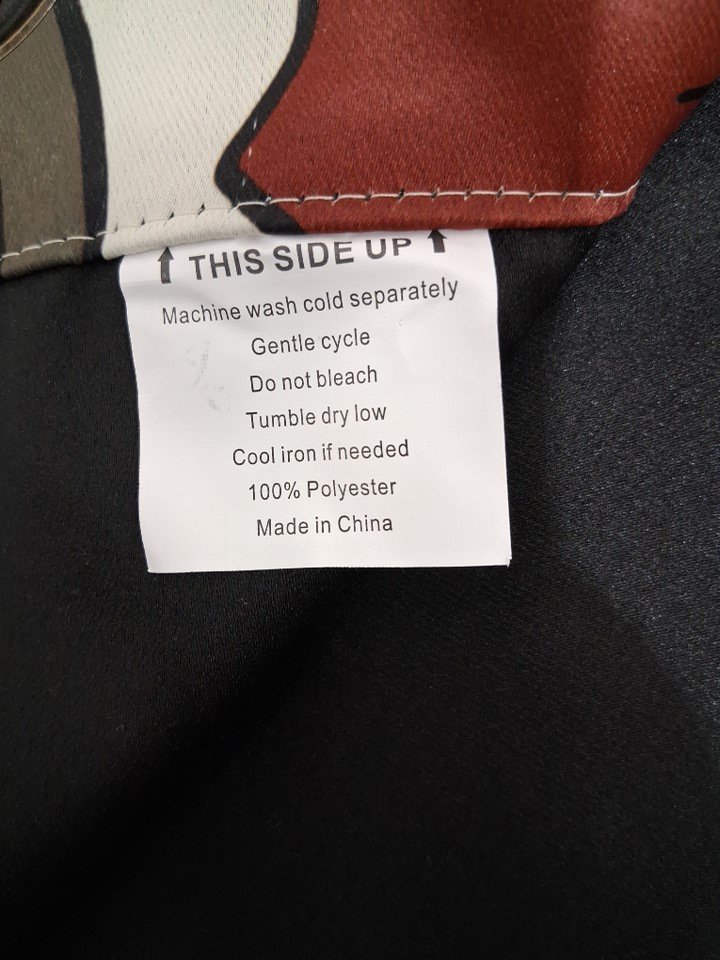 ↑ THIS SIDE UP ↑
Machine wash cold separately
Gentle cycle
Do not bleach
Tumble dry low
Cool iron if needed
100% Polyester
Made in China